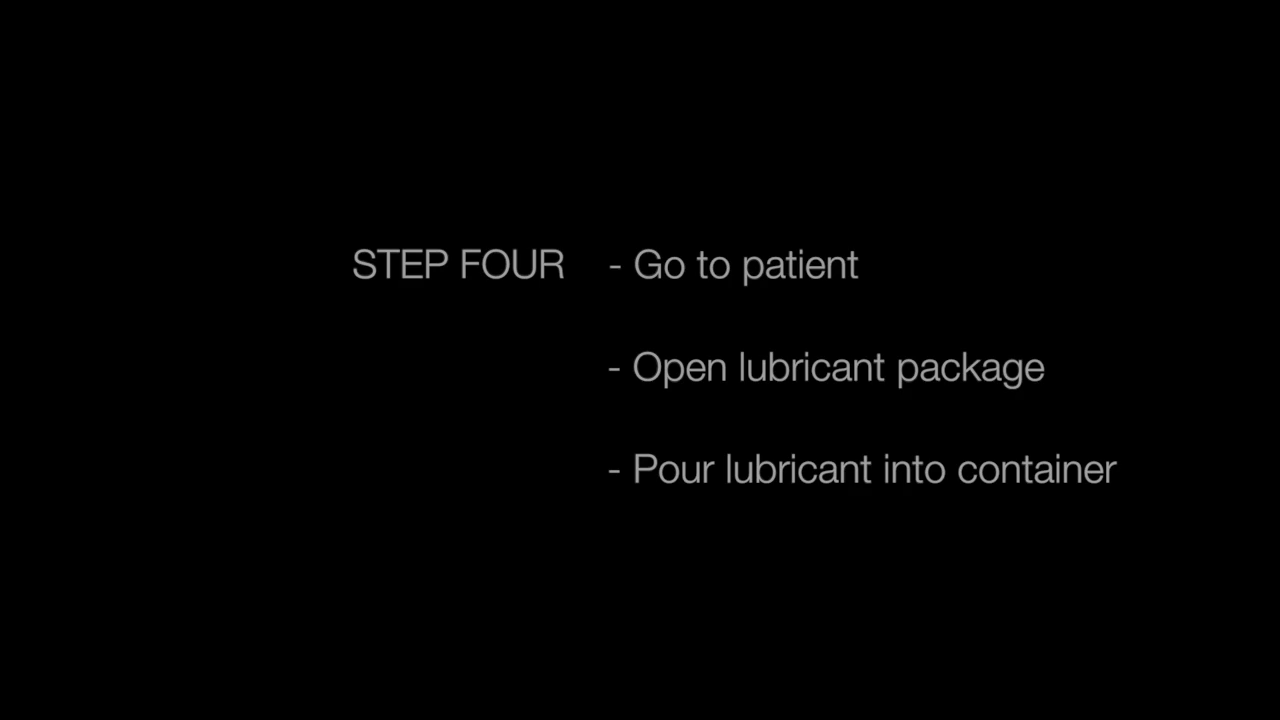 STEP FOUR - Go to patient
- Open lubricant package
- Pour lubricant into container